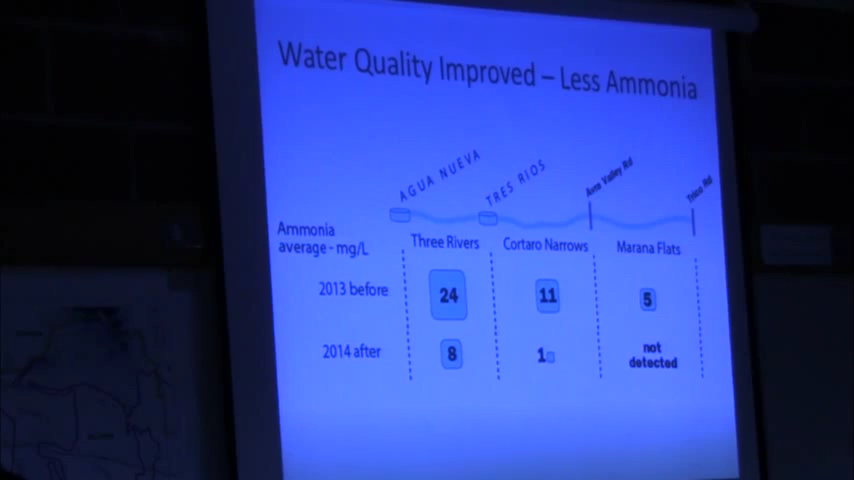 Water Quality Improved – Less Ammonia
AGUA NUEVA
TRES RIOS
Avra Valley Rd
Trico Rd
Ammonia
average - mg/L
Three Rivers
Cortaro Narrows
Marana Flats
2013 before
24
11
5
2014 after
8
1
not
detected